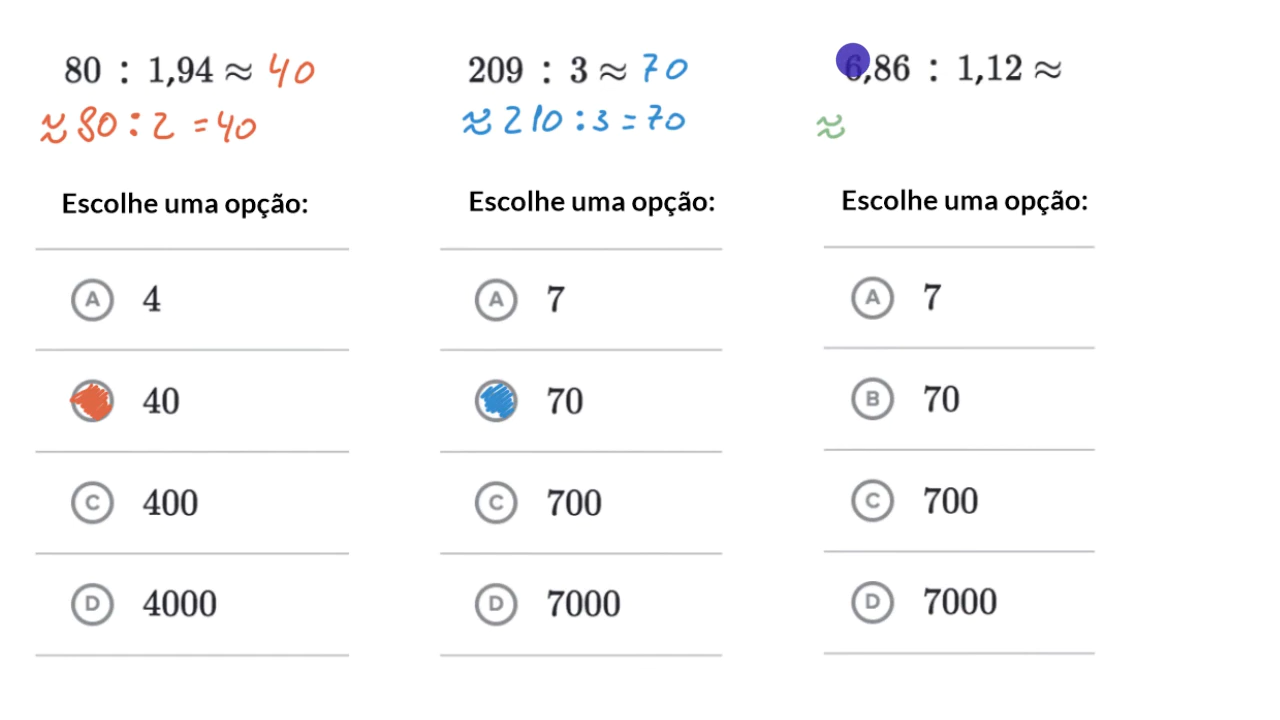 80 : 1,94 ≈ 40
≈ 80 : 2 = 40
Escolhe uma opção:
A 4
40
C 400
D 4000
209 : 3 ≈ 70
≈ 210 : 3 = 70
Escolhe uma opção:
A 7
70
C 700
D 7000
6,86 : 1,12 ≈
≈
Escolhe uma opção:
A 7
B 70
C 700
D 7000